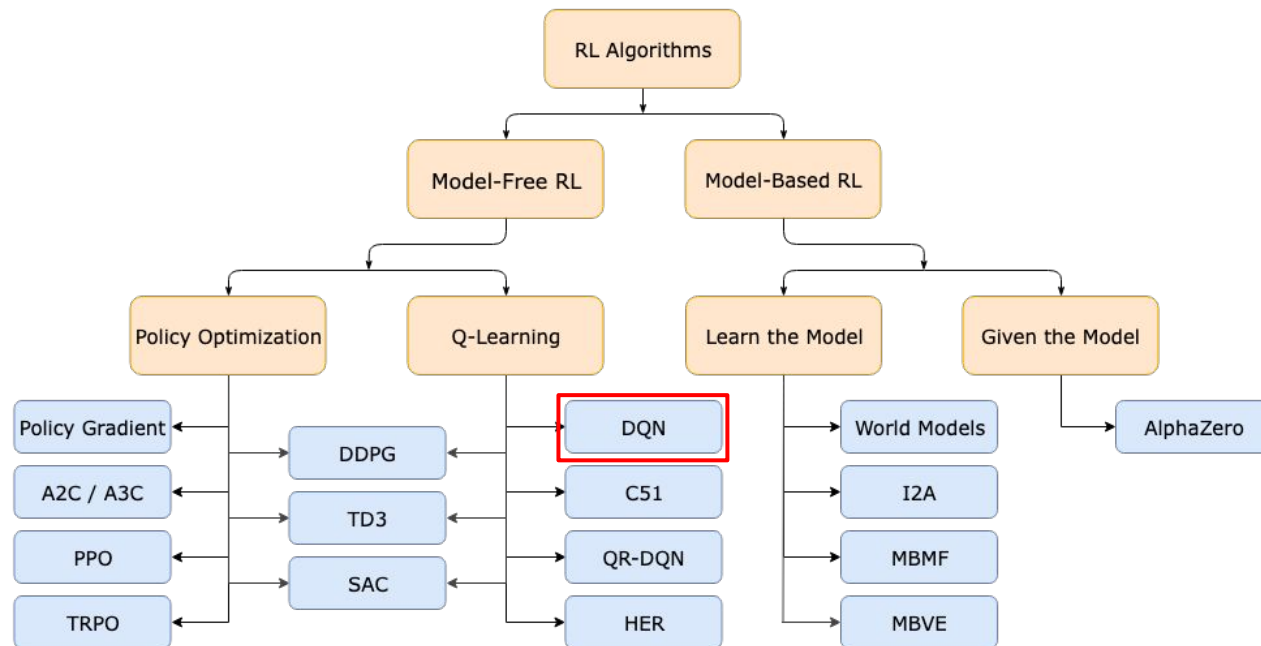 RL Algorithms
Model-Free RL
Model-Based RL
Policy Optimization
Q-Learning
Learn the Model
Given the Model
Policy Gradient
DQN
World Models
AlphaZero
DDPG
A2C / A3C
C51
I2A
TD3
PPO
QR-DQN
MBMF
SAC
TRPO
HER
MBVE